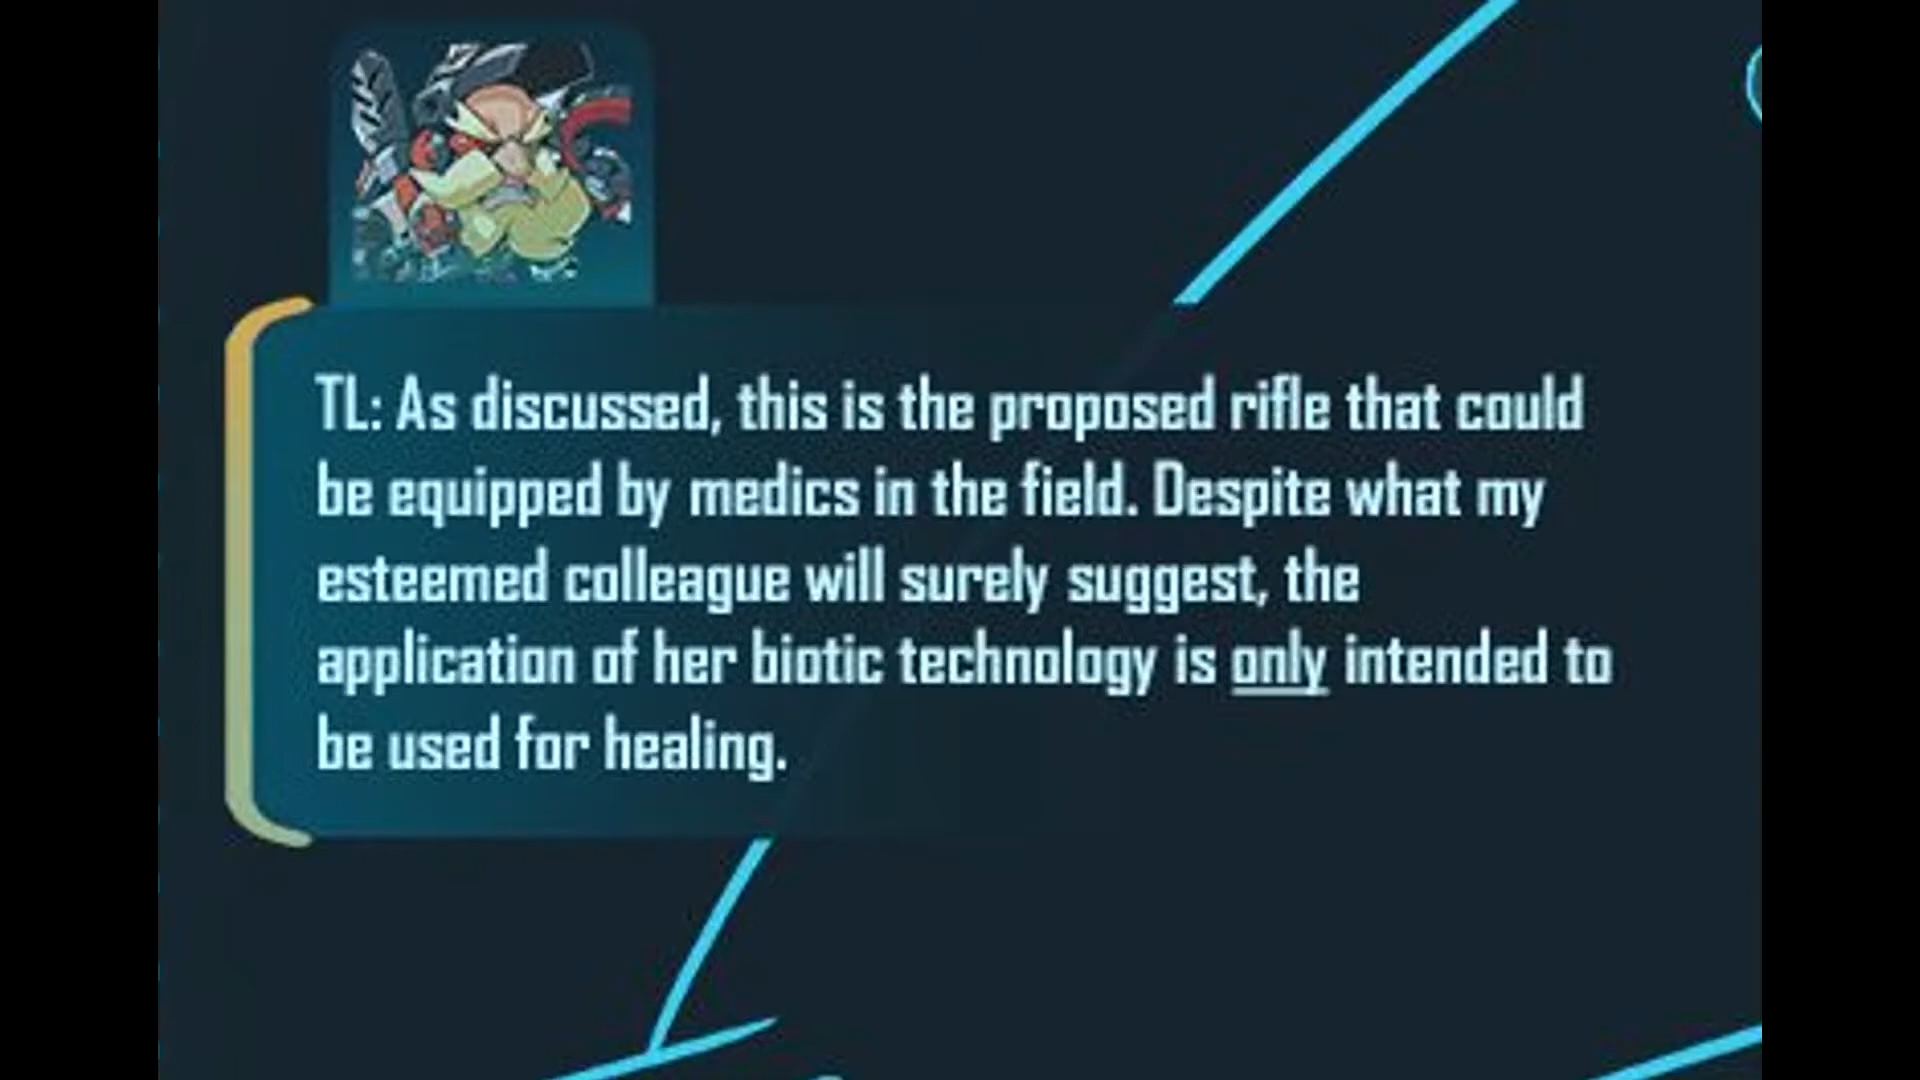 TL: As discussed, this is the proposed rifle that could
be equipped by medics in the field. Despite what my
esteemed colleague will surely suggest, the
application of her biotic technology is only intended to
be used for healing.